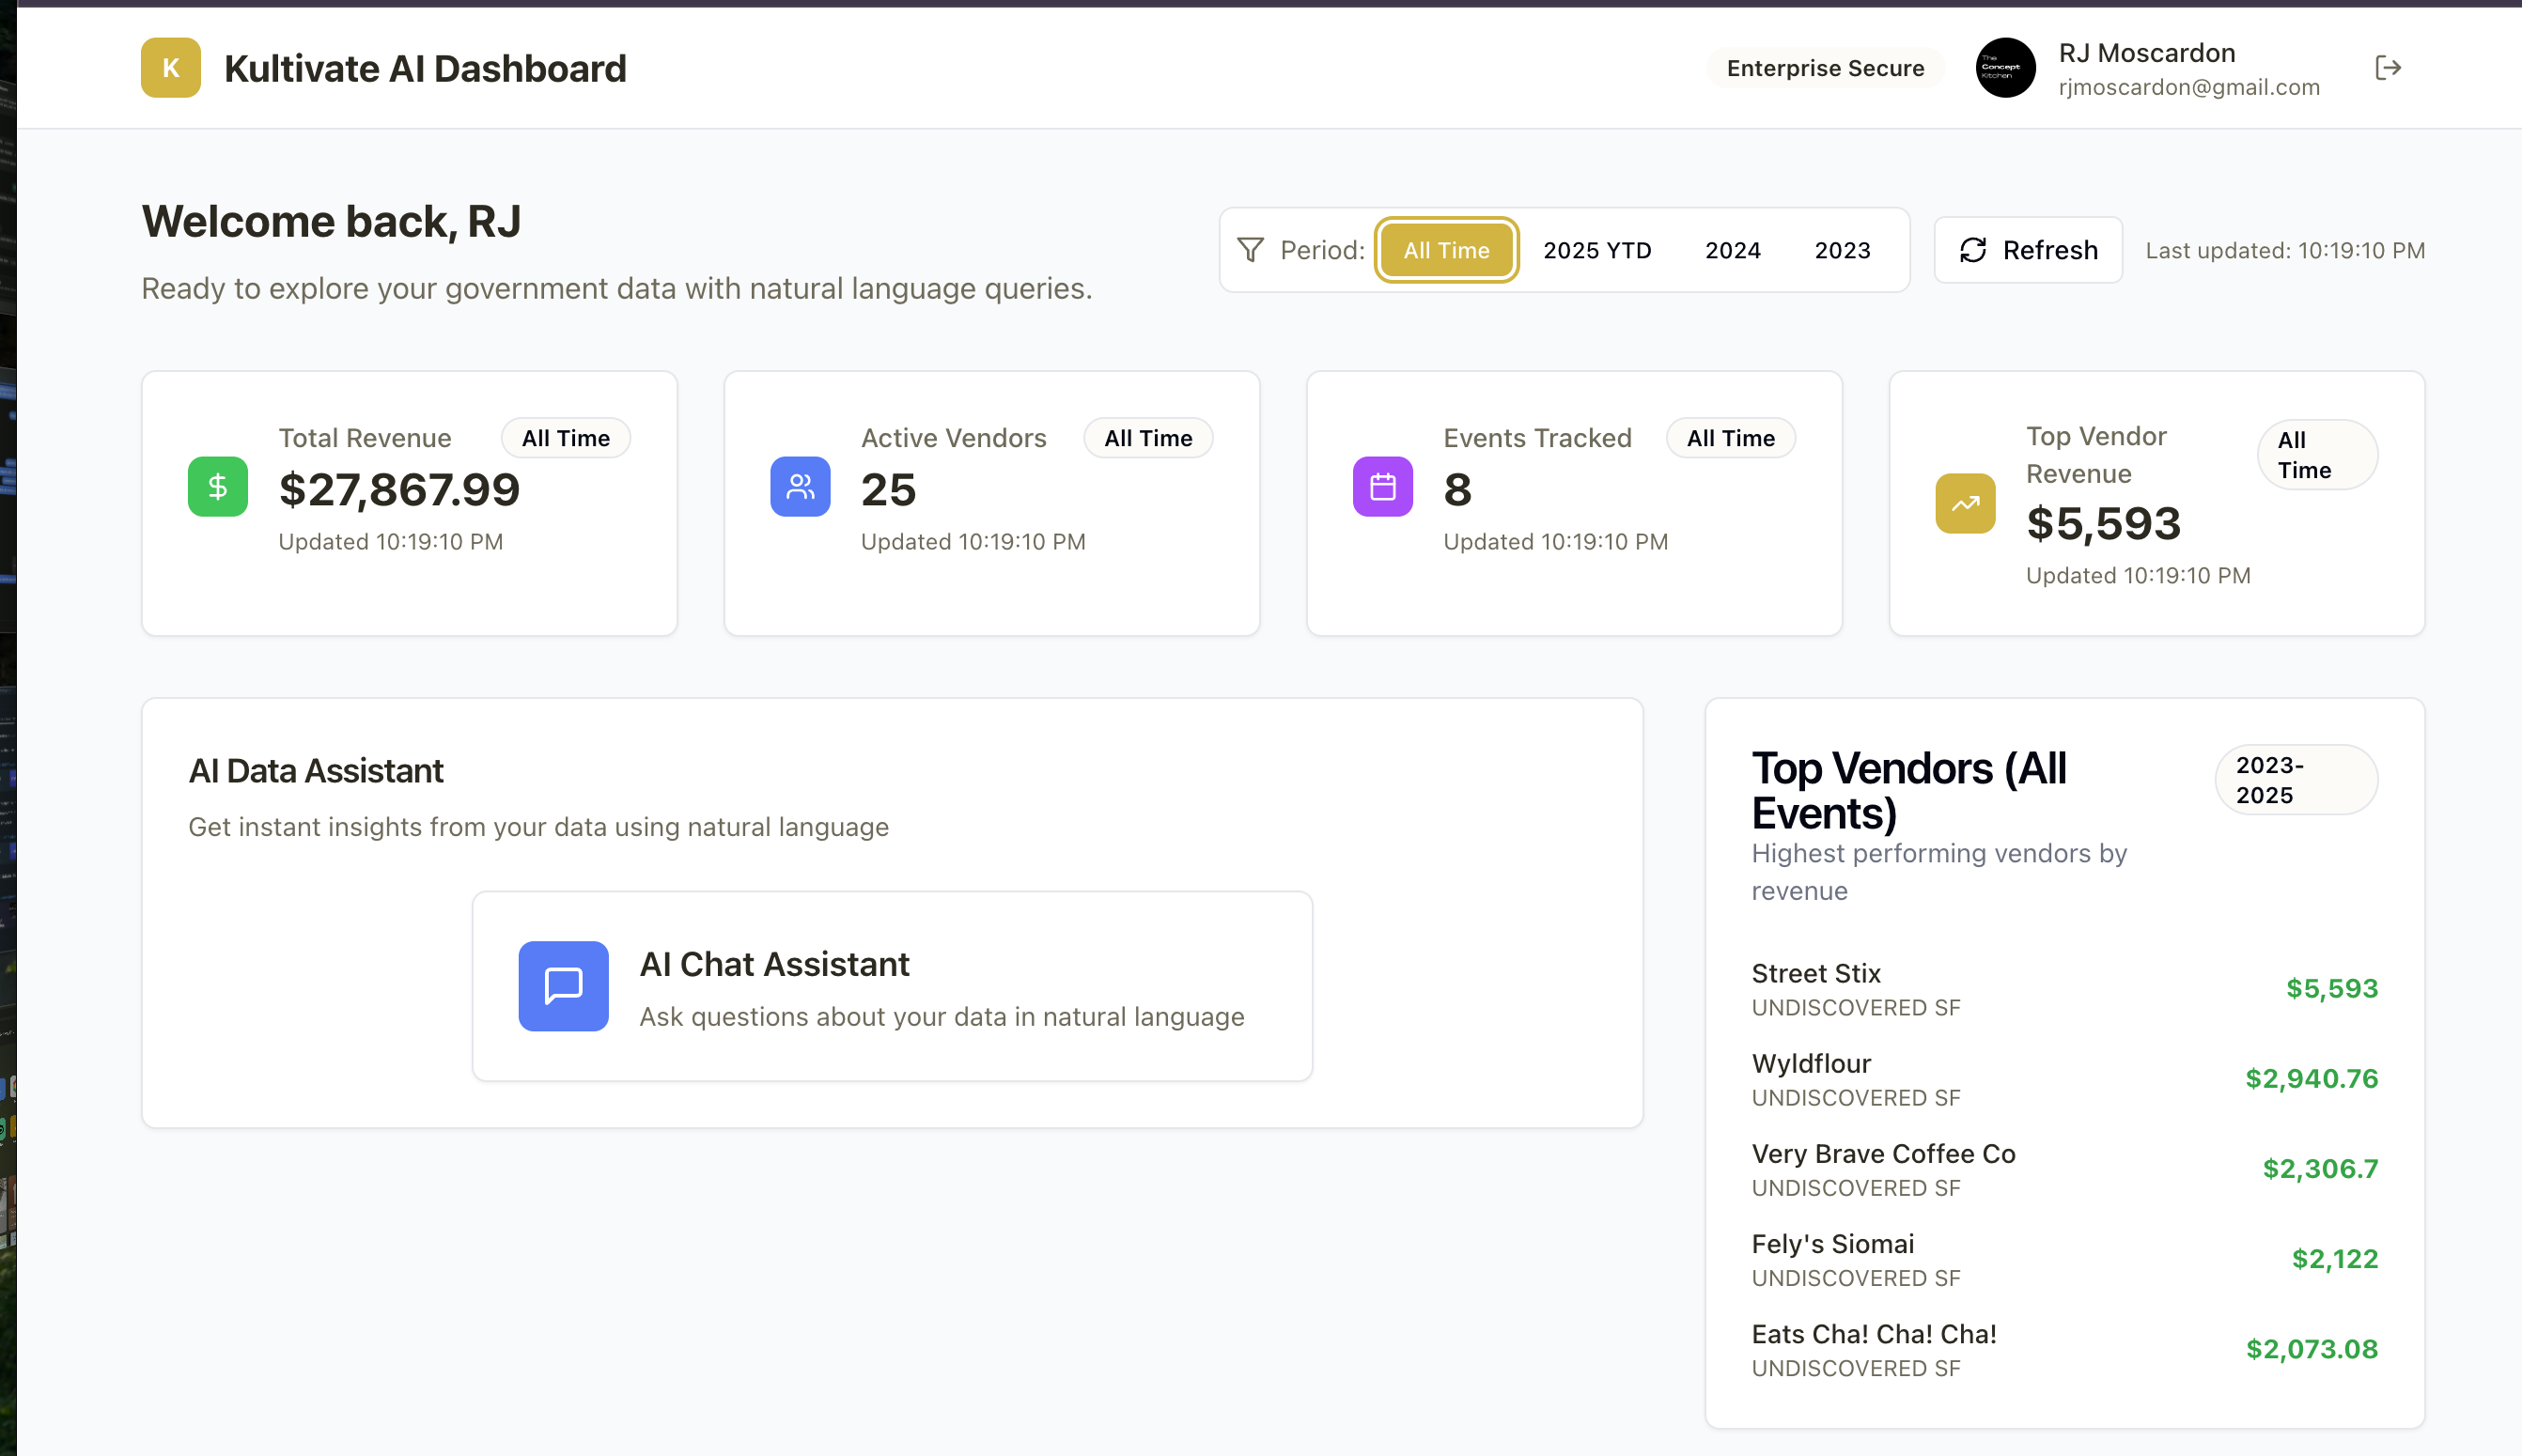 K
Kultivate AI Dashboard
Enterprise Secure
The
Concept
Kitchen
RJ Moscardon
rjmoscardon@gmail.com
Welcome back, RJ
Ready to explore your government data with natural language queries.
Period:
All Time
2025 YTD
2024
2023
Refresh
Last updated: 10:19:10 PM
Total Revenue
All Time
$27,867.99
Updated 10:19:10 PM
Active Vendors
All Time
25
Updated 10:19:10 PM
Events Tracked
All Time
8
Updated 10:19:10 PM
Top Vendor
Revenue
All
Time
$5,593
Updated 10:19:10 PM
AI Data Assistant
Get instant insights from your data using natural language
AI Chat Assistant
Ask questions about your data in natural language
Top Vendors (All
Events)
2023-
2025
Highest performing vendors by
revenue
Street Stix
UNDISCOVERED SF
$5,593
Wyldflour
UNDISCOVERED SF
$2,940.76
Very Brave Coffee Co
UNDISCOVERED SF
$2,306.7
Fely's Siomai
UNDISCOVERED SF
$2,122
Eats Cha! Cha! Cha!
UNDISCOVERED SF
$2,073.08